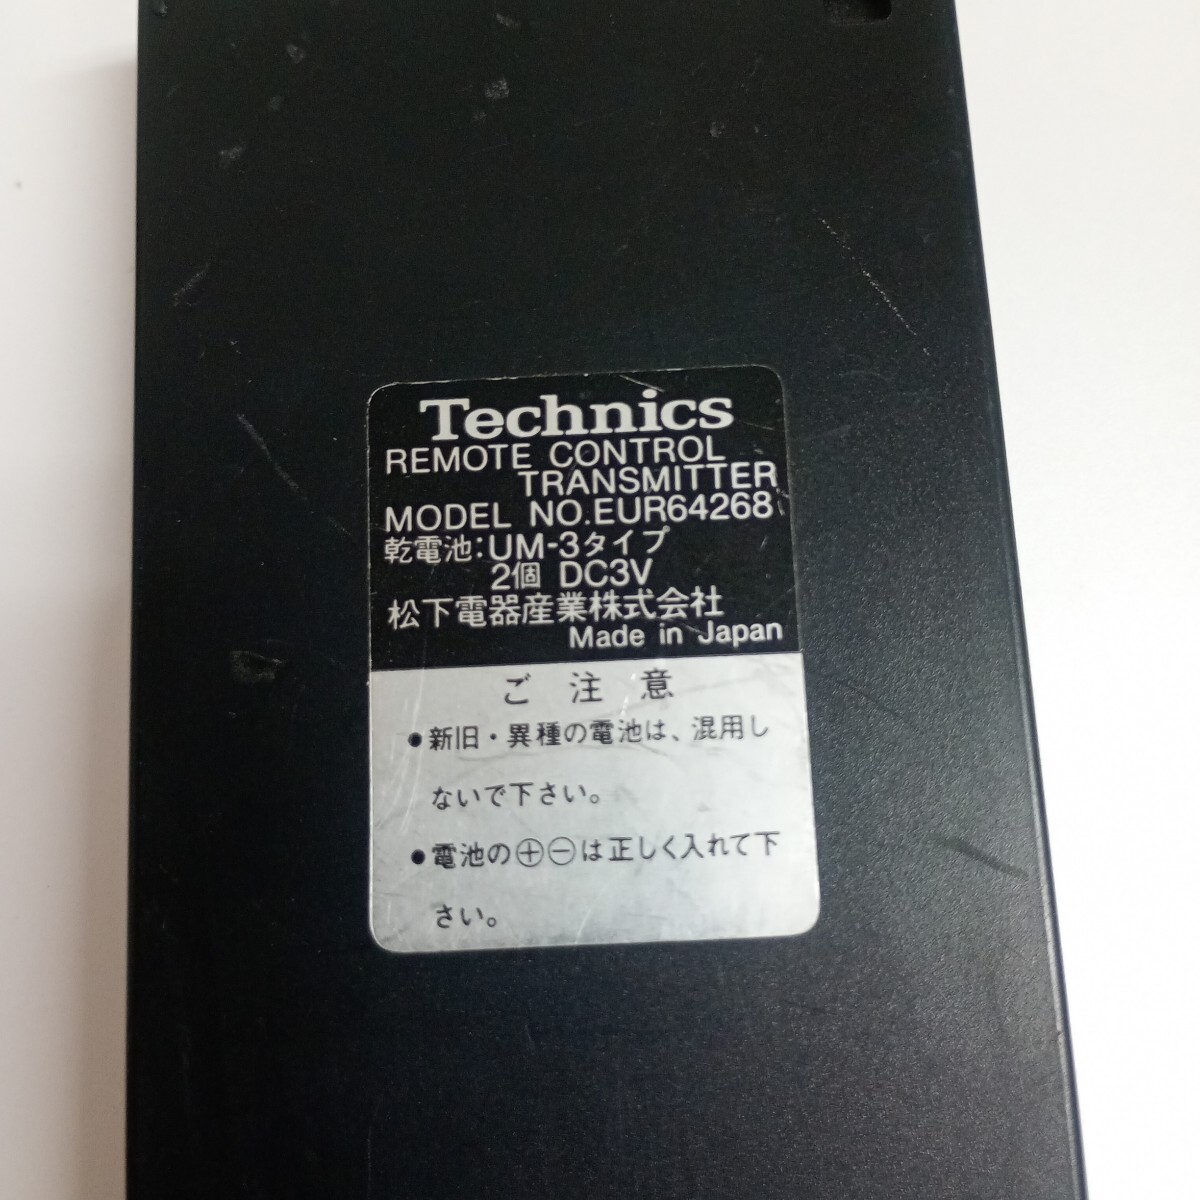 Technics
REMOTE CONTROL
TRANSMITTER
MODEL NO.EUR64268
乾電池:UM-3タイプ
2個 DC3V
松下電器産業株式会社
Made in Japan
ご注意
●新旧・異種の電池は、混用し
ないで下さい。
●電池の⊕⊖は正しく入れて下
さい。